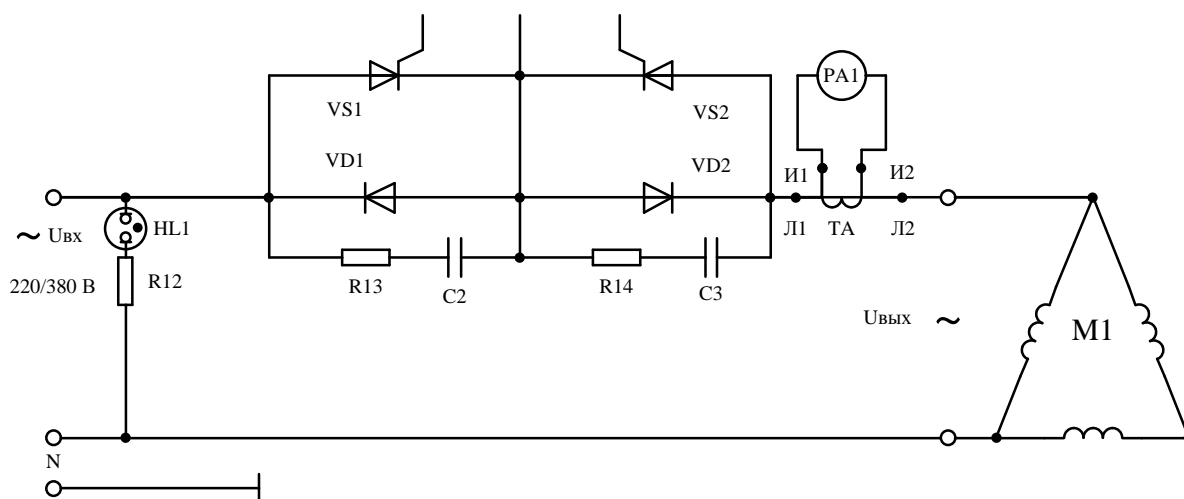 PA1
VS1
VS2
VD1
VD2
И1
И2
HL1
Л1
ТА
Л2
~ Uвх
220/380 В
R12
R13
C2
R14
C3
Uвых ~
М1
N